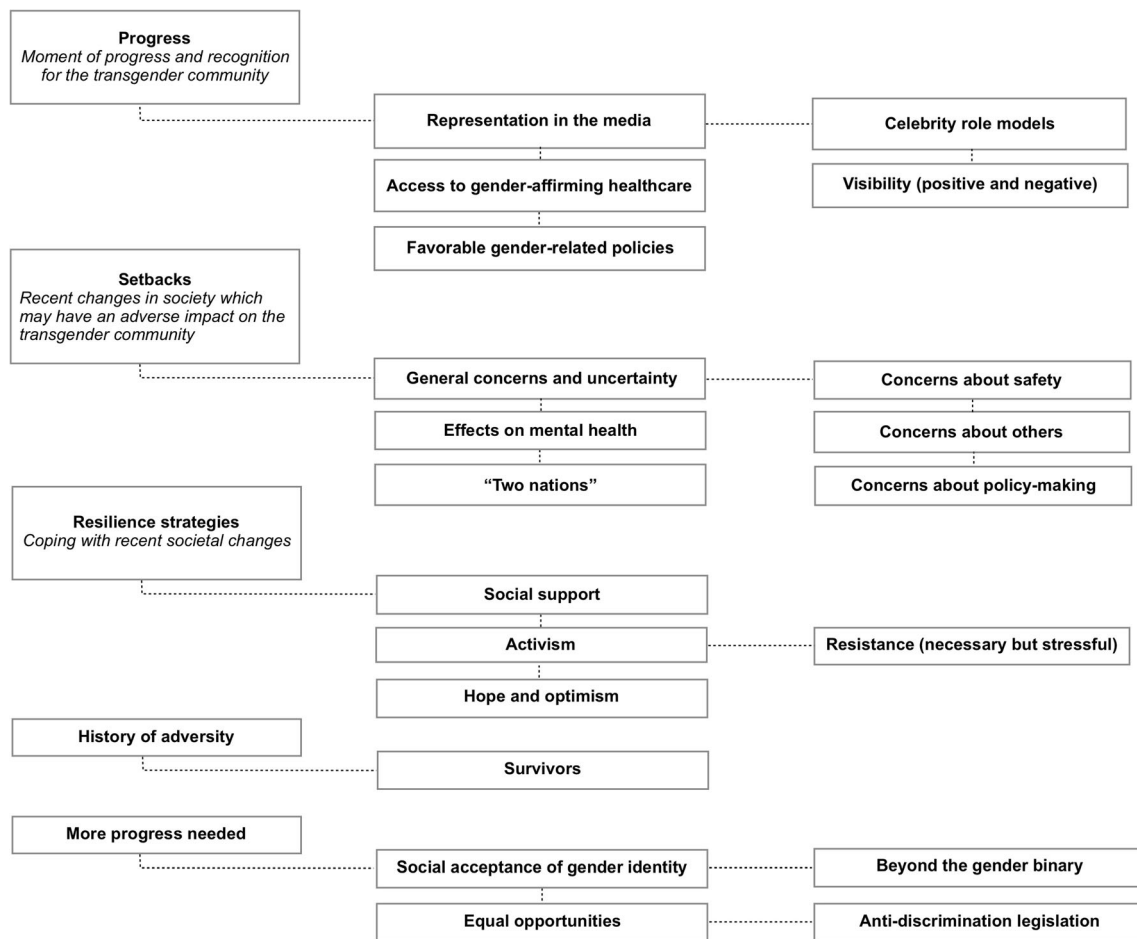 Progress
Moment of progress and recognition
for the transgender community
Representation in the media
Celebrity role models
Access to gender-affirming healthcare
Visibility (positive and negative)
Favorable gender-related policies
Setbacks
Recent changes in society which
may have an adverse impact on the
transgender community
General concerns and uncertainty
Concerns about safety
Effects on mental health
Concerns about others
“Two nations”
Concerns about policy-making
Resilience strategies
Coping with recent societal changes
Social support
Activism
Resistance (necessary but stressful)
Hope and optimism
History of adversity
Survivors
More progress needed
Social acceptance of gender identity
Beyond the gender binary
Equal opportunities
Anti-discrimination legislation